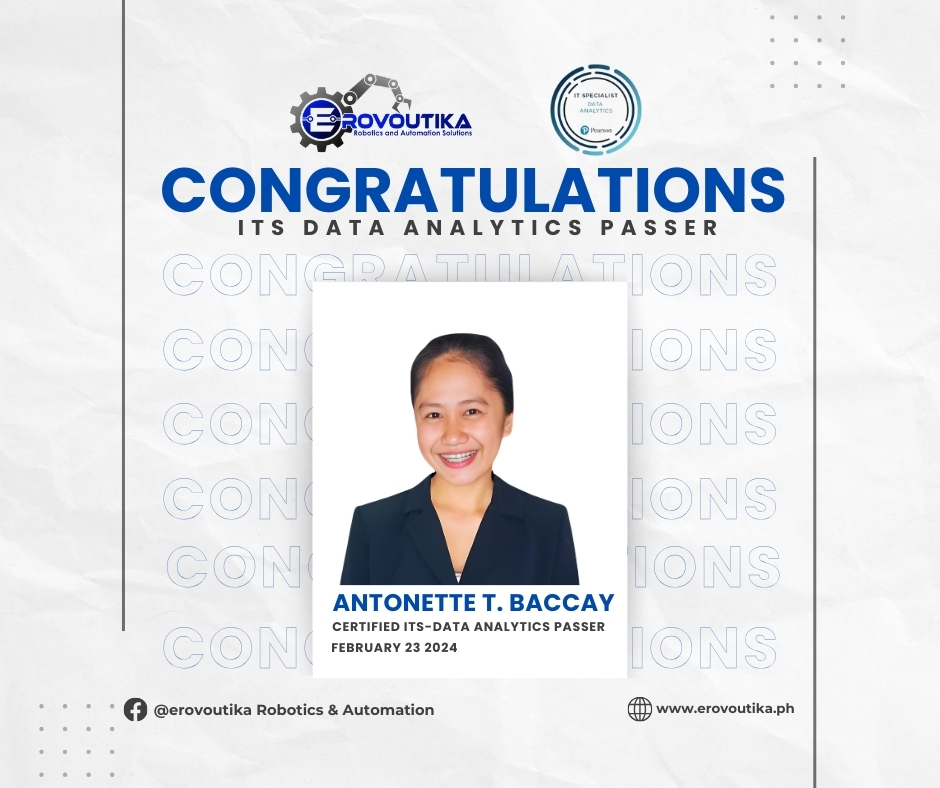 EROVOUTIKA
Robotics and Automation Solutions
IT SPECIALIST
DATA
ANALYTICS
Pearson
CONGRATULATIONS
ITS DATA ANALYTICS PASSER
CONGRATULATIONS
CONG IONS
CONG IONS
CONG IONS
CONG IONS
CONG IONS
ANTONETTE T. BACCAY
CERTIFIED ITS-DATA ANALYTICS PASSER
FEBRUARY 23 2024
@erovoutika Robotics & Automation
www.erovoutika.ph